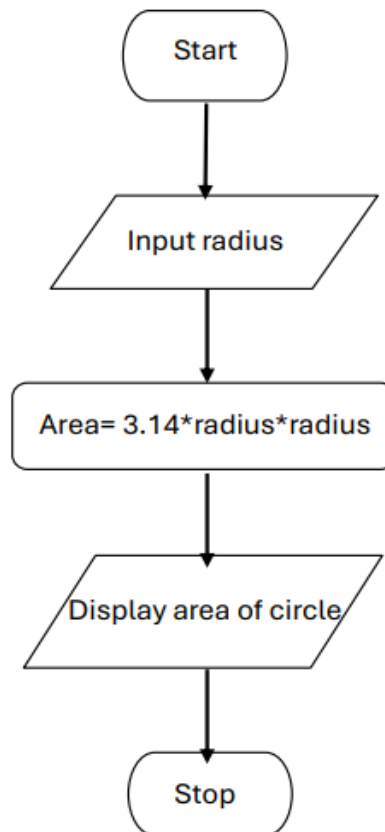 Start
Input radius
Area= 3.14*radius*radius
Display area of circle
Stop